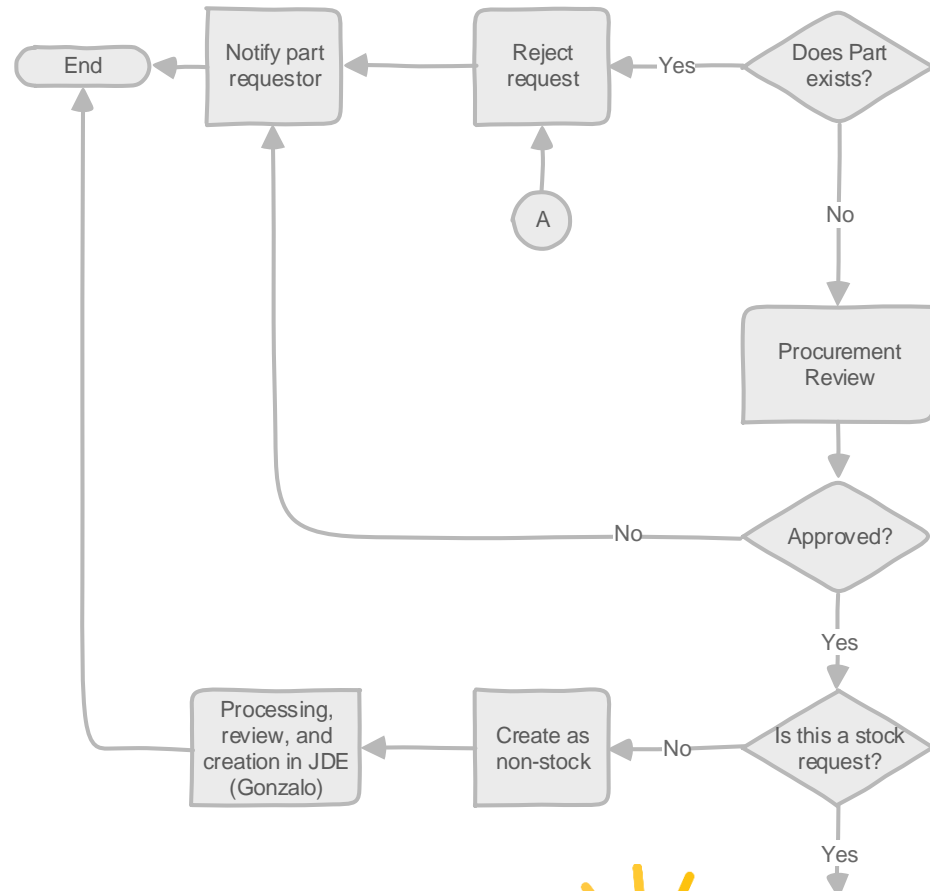 End
Notify part
requestor
Reject
request
Yes
Does Part
exists?
A
No
Procurement
Review
No
Approved?
Yes
Processing,
review, and
creation in JDE
(Gonzalo)
Create as
non-stock
No
Is this a stock
request?
Yes